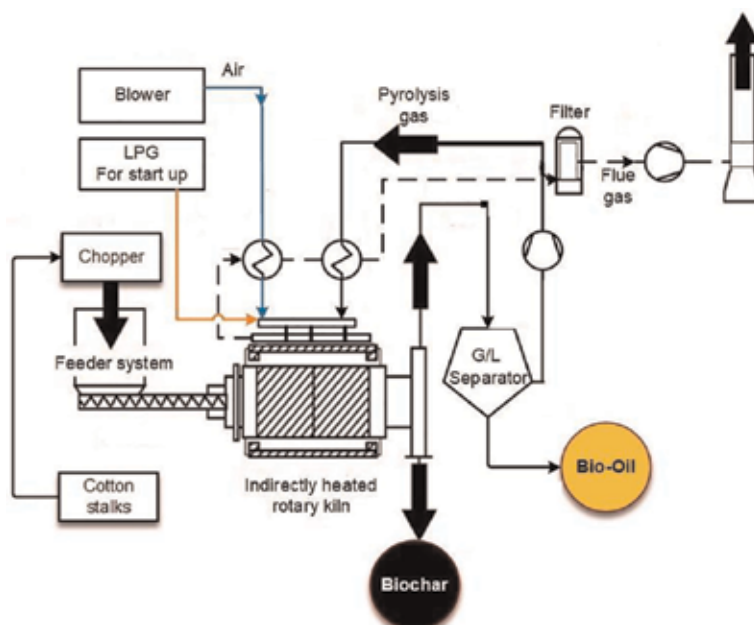 Blower
Air
LPG
For start up
Pyrolysis
gas
Filter
Flue
gas
Chopper
Feeder system
G/L
Separator
Cotton
stalks
Indirectly heated
rotary kiln
Bio-Oil
Biochar